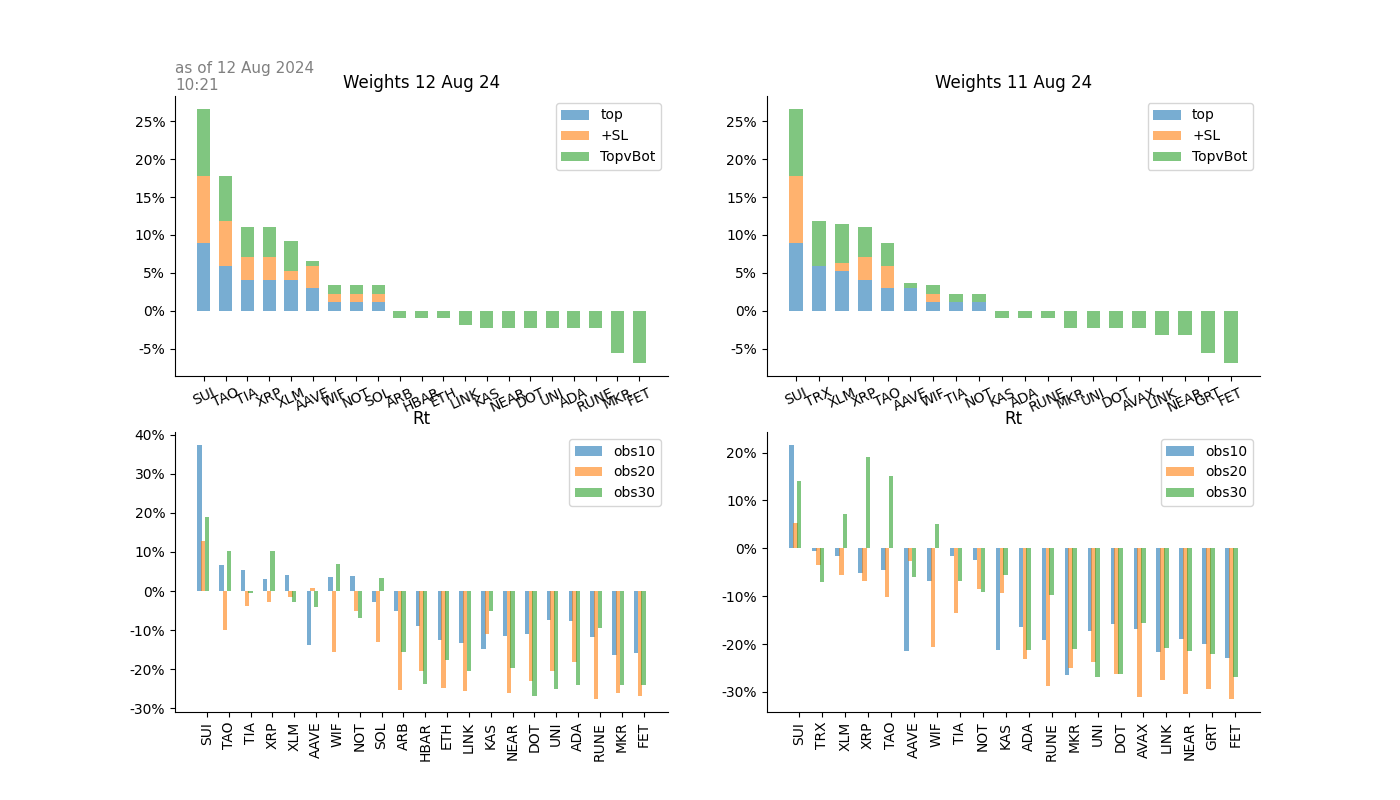 as of 12 Aug 2024
10:21
Weights 12 Aug 24
25%
20%
15%
10%
5%
0%
-5%
top
+SL
TopvBot
SUI TAO TIA XRP XLM AAVE WIF NOT SOL ARB HBAR ETH LINK KAS NEAR DOT UNI ADA RUNE MKR FET
Weights 11 Aug 24
25%
20%
15%
10%
5%
0%
-5%
top
+SL
TopvBot
SUI TRX XLM XRP TAO AAVE WIF TIA NOT KAS ADA RUNE MKR UNI DOT AVAX LINK NEAR GRT FET
Rt
40%
30%
20%
10%
0%
-10%
-20%
-30%
obs10
obs20
obs30
SUI TAO TIA XRP XLM AAVE WIF NOT SOL ARB HBAR ETH LINK KAS NEAR DOT UNI ADA RUNE MKR FET
Rt
20%
10%
0%
-10%
-20%
-30%
obs10
obs20
obs30
SUI TRX XLM XRP TAO AAVE WIF TIA NOT KAS ADA RUNE MKR UNI DOT AVAX LINK NEAR GRT FET